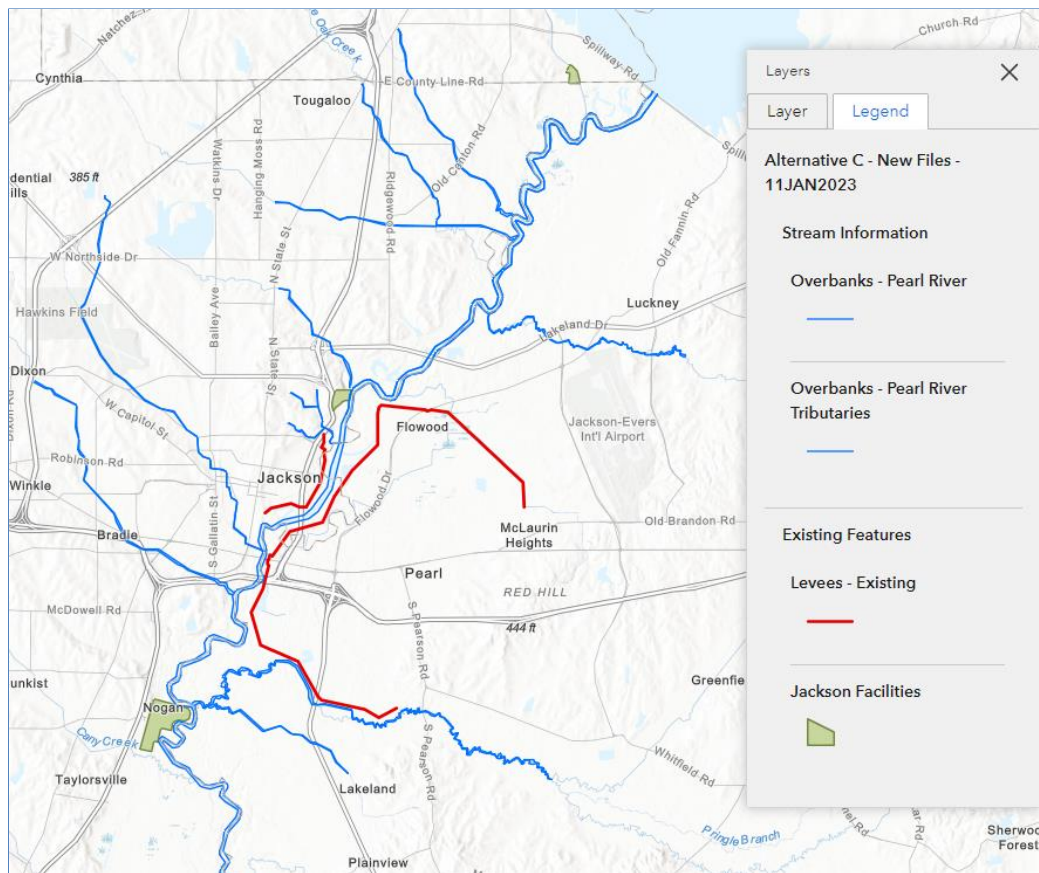 Natchez
Oak Creek
Church Rd
Spillway Rd
Cynthia
E County Line Rd
Tougaloo
Layers
Layer
Legend
Alternative C - New Files -
11JAN2023
Stream Information
Overbanks - Pearl River
Overbanks - Pearl River
Tributaries
Existing Features
Levees - Existing
Jackson Facilities
Watkins Dr
Hanging Moss Rd
Old Canton Rd
Ridgewood Rd
dential
ills
385 ft
N State St
W Northside Dr
Old Fannin Rd
Luckney
Hawkins Field
Bailey Ave
Lakeland Dr
N State St
Dixon
Dixon Rd
W Capitol St
Flowood
Jackson-Evers
Int'l Airport
Robinson Rd
Jackson
Flowood Dr
Winkle
S Gallatin St
McLaurin
Heights
Old Brandon Rd
Bradie
Pearl
RED HILL
McDowell Rd
S Pearson Rd
444 ft
unkist
Greenfie
Nogan
Cany Creek
S Pearson Rd
Whitfield Rd
Taylorsville
Lakeland
Pringle Branch
Plainview
Sherwo
Forest